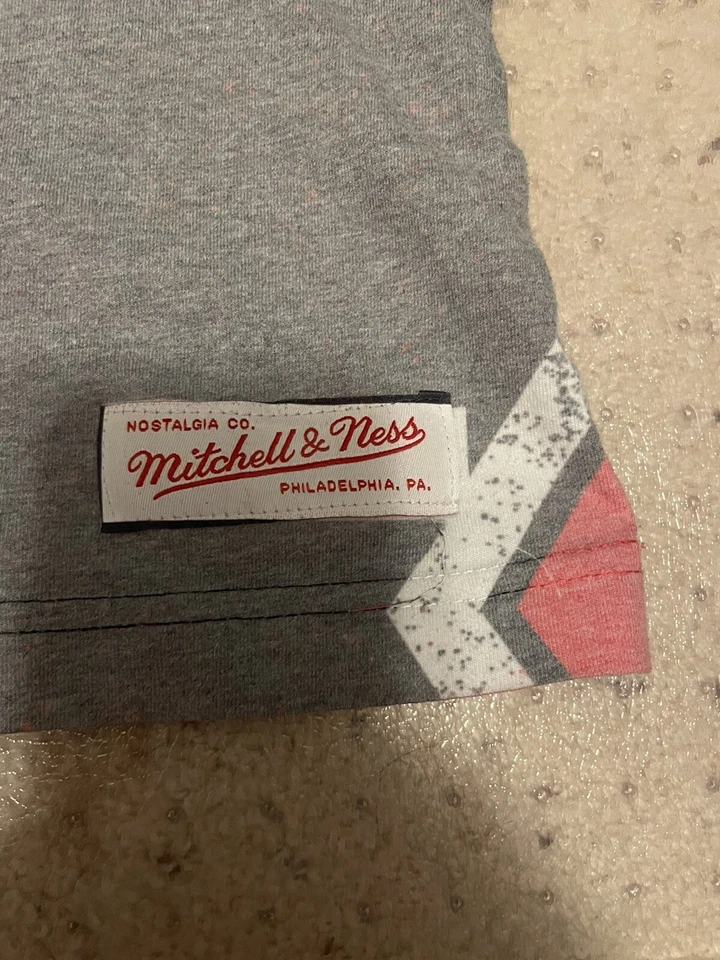 NOSTALGIA CO.
Mitchell & Ness
PHILADELPHIA. PA.